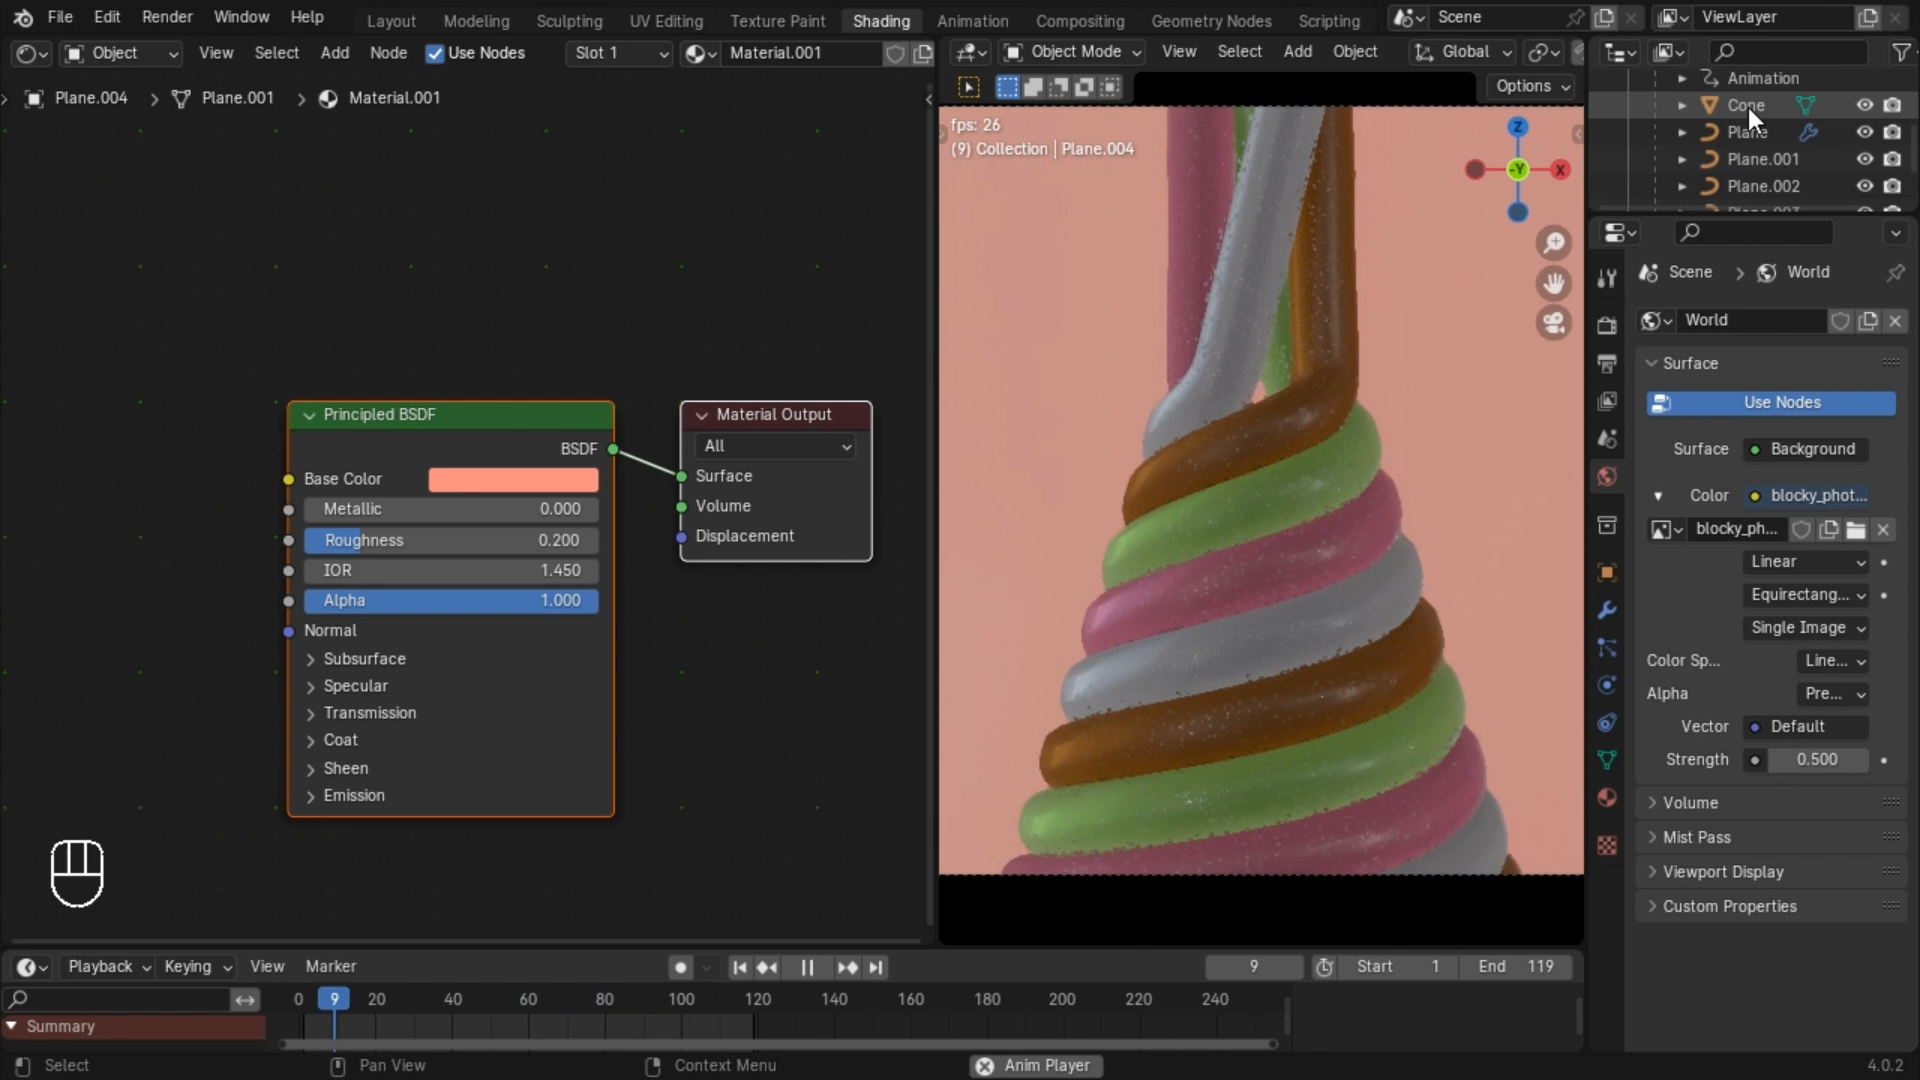 File Edit Render Window Help Layout Modeling Sculpting UV Editing Texture Paint Shading Animation Compositing Geometry Nodes Scripting Scene ViewLayer
Object View Select Add Node Use Nodes Slot 1 Material.001
Object Mode View Select Add Object Global
Plane.004 > Plane.001 > Material.001
Options
fps: 26
(9) Collection | Plane.004
Z
-Y
X
Principled BSDF
BSDF
Base Color
Metallic 0.000
Roughness 0.200
IOR 1.450
Alpha 1.000
Normal
Subsurface
Specular
Transmission
Coat
Sheen
Emission
Material Output
All
Surface
Volume
Displacement
Animation
Cone
Plane
Plane.001
Plane.002
Scene > World
World
Surface
Use Nodes
Surface Background
Color blocky_phot...
blocky_ph...
Linear
Equirectang...
Single Image
Color Sp... Line...
Alpha Pre...
Vector Default
Strength 0.500
Volume
Mist Pass
Viewport Display
Custom Properties
Playback Keying View Marker 9 Start 1 End 119
0 9 20 40 60 80 100 120 140 160 180 200 220 240
Summary
Select Pan View Context Menu Anim Player 4.0.2